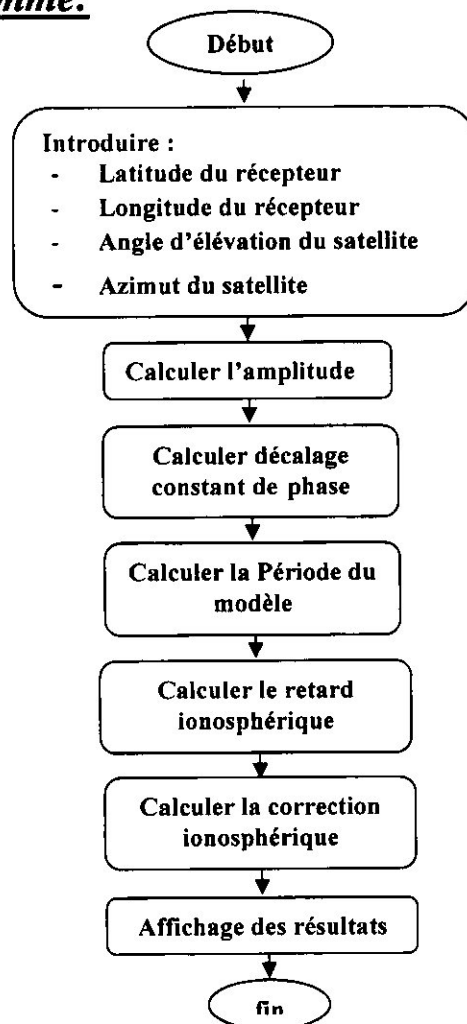 Début
Introduire :
- Latitude du récepteur
- Longitude du récepteur
- Angle d'élévation du satellite
- Azimut du satellite
Calculer l'amplitude
Calculer décalage
constant de phase
Calculer la Période du
modèle
Calculer le retard
ionosphérique
Calculer la correction
ionosphérique
Affichage des résultats
fin